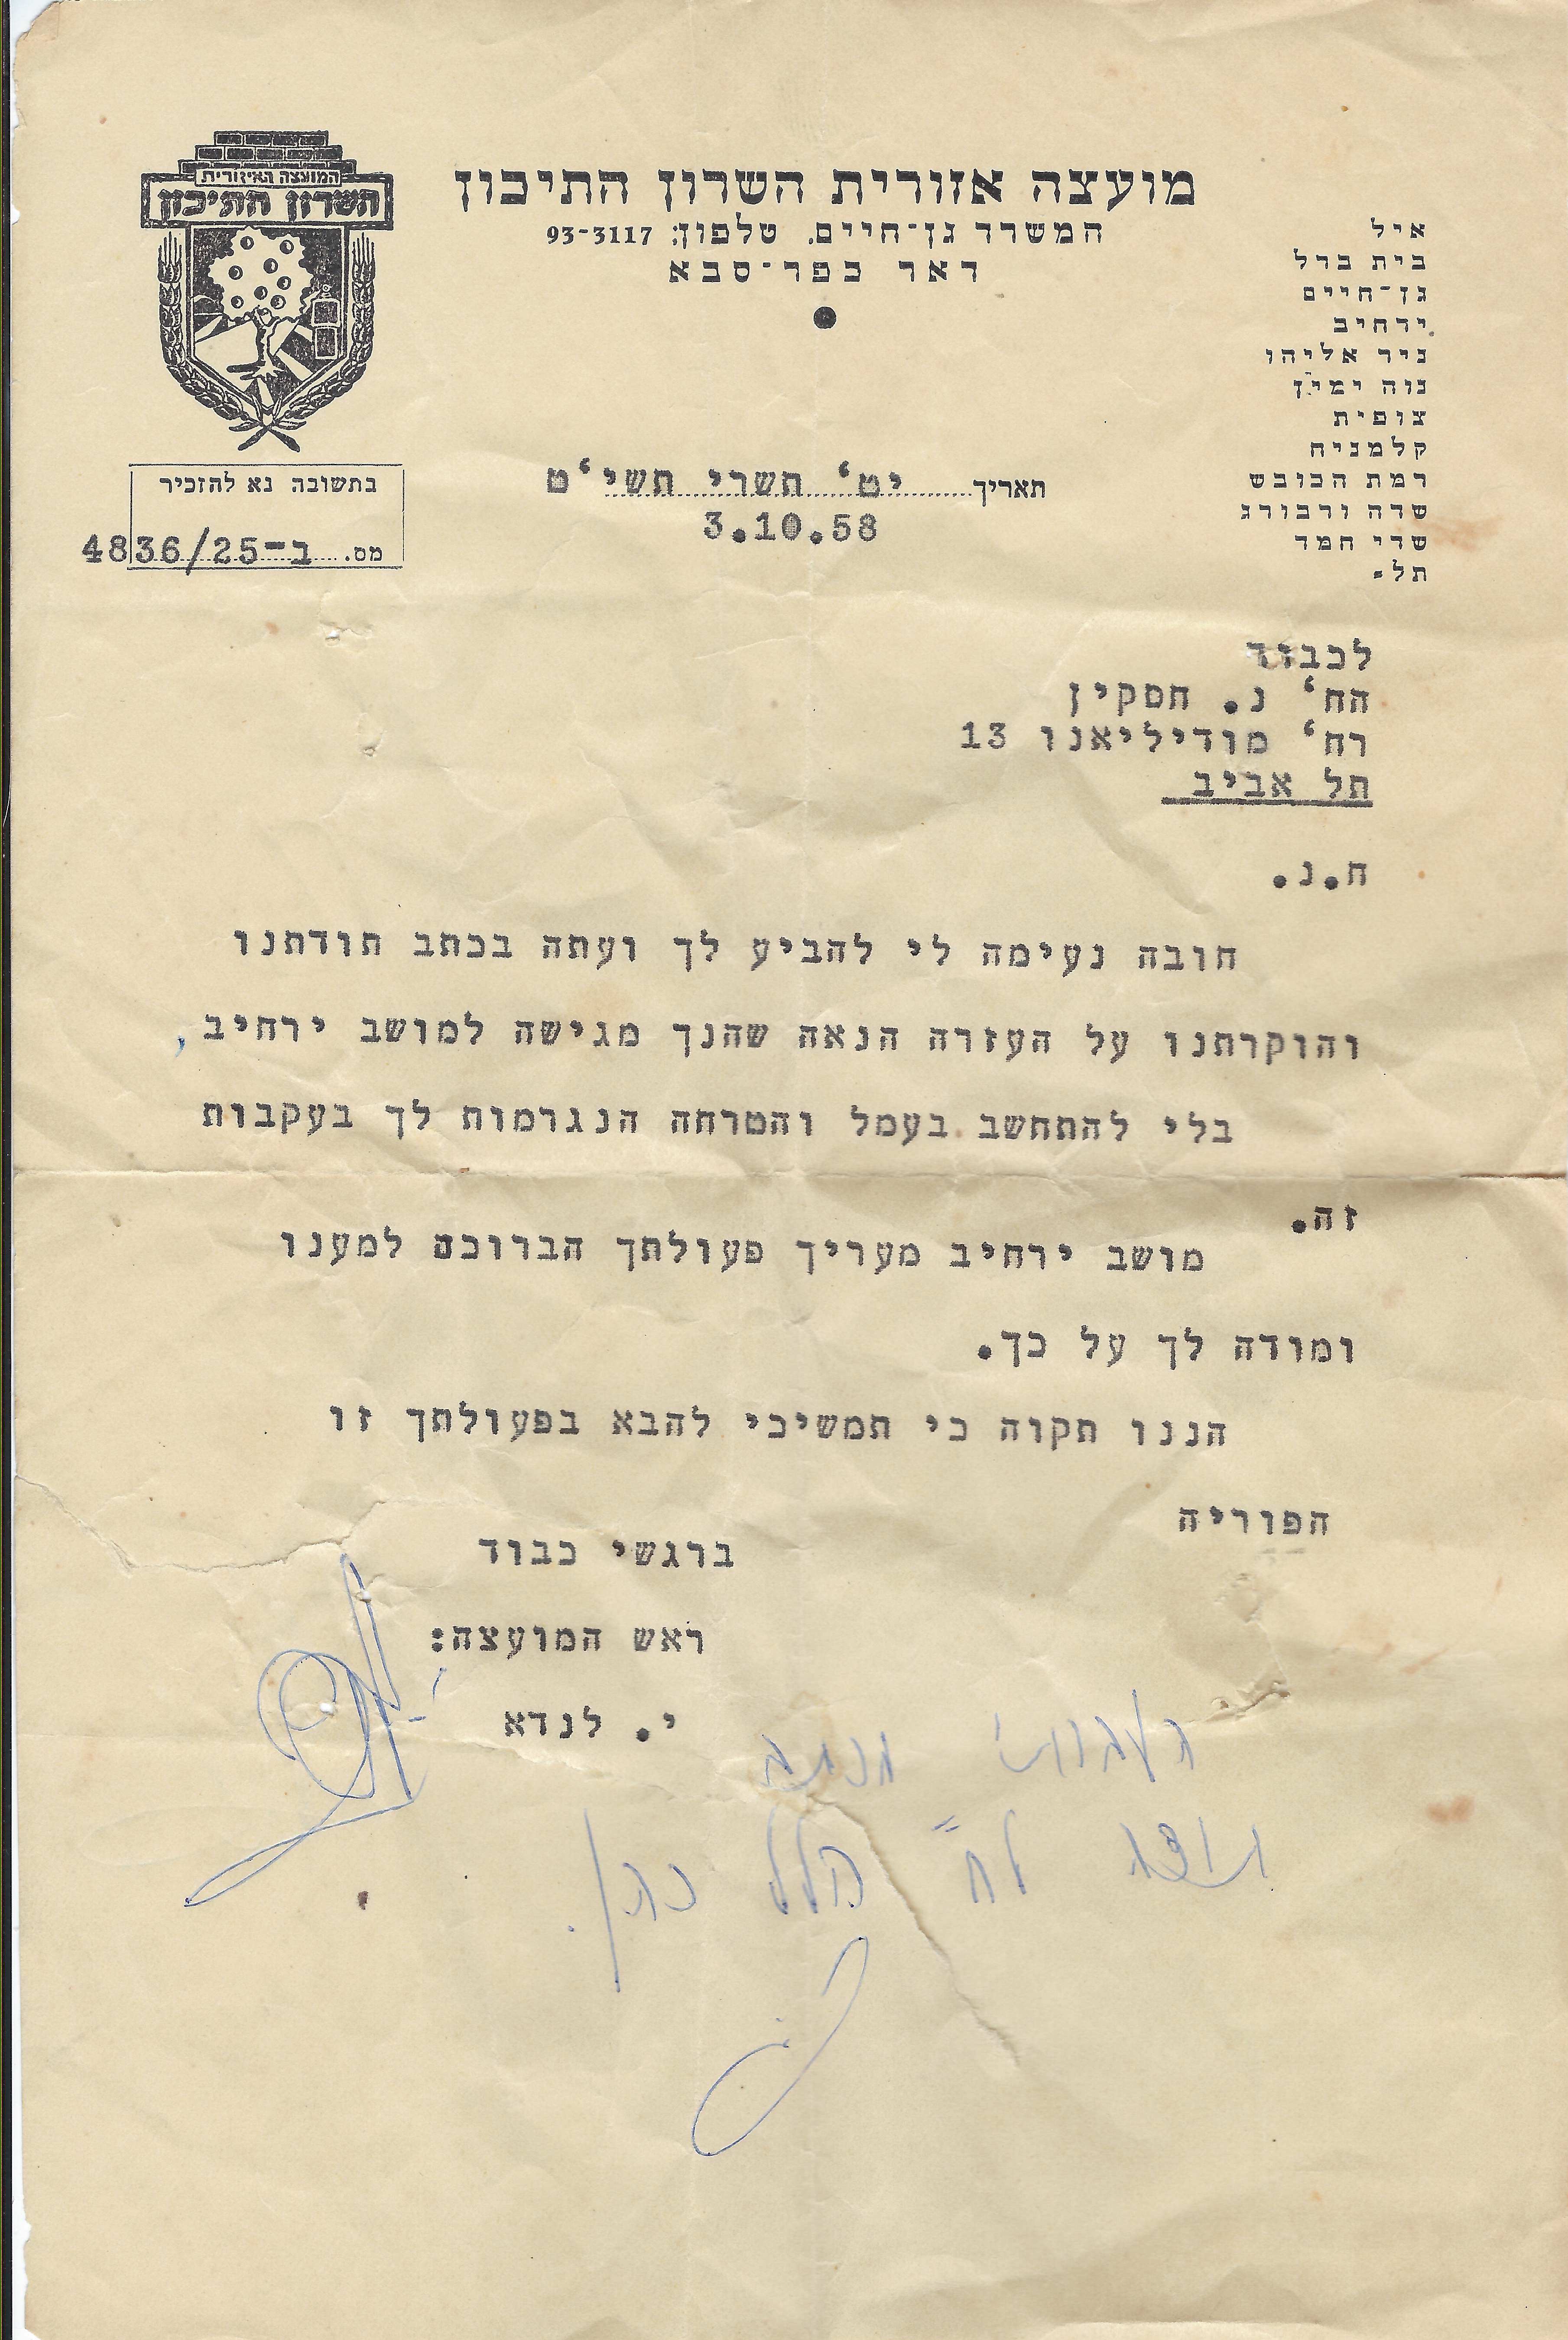 המועצה האיזורית
השרון התיכון
מועצה אזורית השרון התיכון
המשרד גן-חיים. טלפון: 93-3117
דאר כפר-סבא
איל
בית ברל
גן-חיים
ירחיב
ניר אליהו
נוה ימין
צופית
קלמניה
רמת הכובש
שדה ורבורג
שדי חמד
תל-
תאריך יט' תשרי תשי'ט
3.10.58
בתשובה נא להזכיר
מס. ב-4836/25
לכבוד
הח' נ. חסקין
רח' מודיליאנו 13
תל אביב
ח.נ.
חובה נעימה לי להביע לך ועתה בכתב תודתנו
והוקרתנו על העזרה הנאה שהנך מגישה למושב ירחיב,
בלי להתחשב בעמל והטרחה הנגרמות לך בעקבות
זה.
מושב ירחיב מעריך פעולתך הברוכה למענו
ומודה לך על כך.
הננו תקוה כי תמשיכי להבא בפעולתך זו
הפוריה
ברגשי כבוד
ראש המועצה:
י. לנדא
הלל כהן.